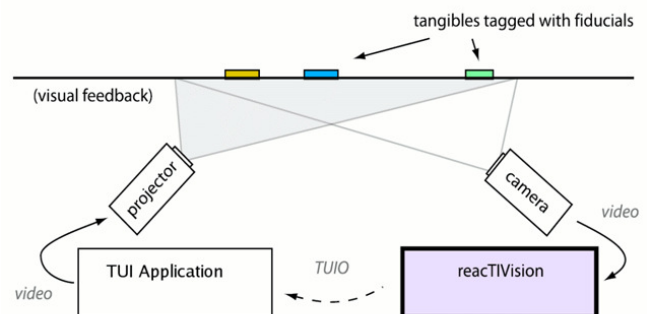 tangibles tagged with fiducials
(visual feedback)
projector
camera
video
TUI Application
TUIO
reacTIVision
video